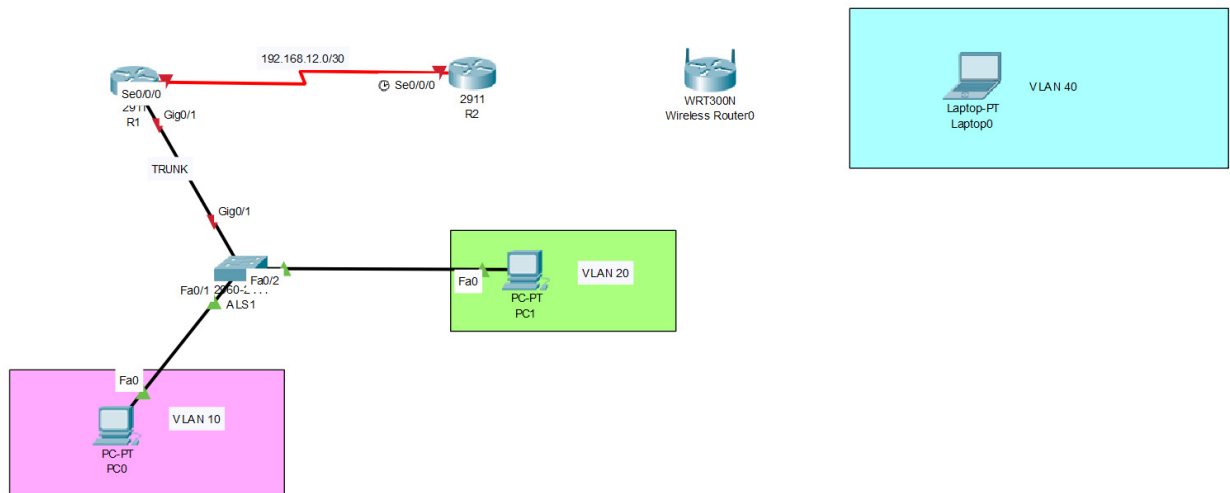 192.168.12.0/30
Se0/0/0
2911
R1
Gig0/1
Se0/0/0
2911
R2
WRT300N
Wireless Router0
Laptop-PT
Laptop0
VLAN 40
TRUNK
Gig0/1
Fa0/2
Fa0/1
ALS1
Fa0
PC-PT
PC1
VLAN 20
Fa0
PC-PT
PC0
VLAN 10